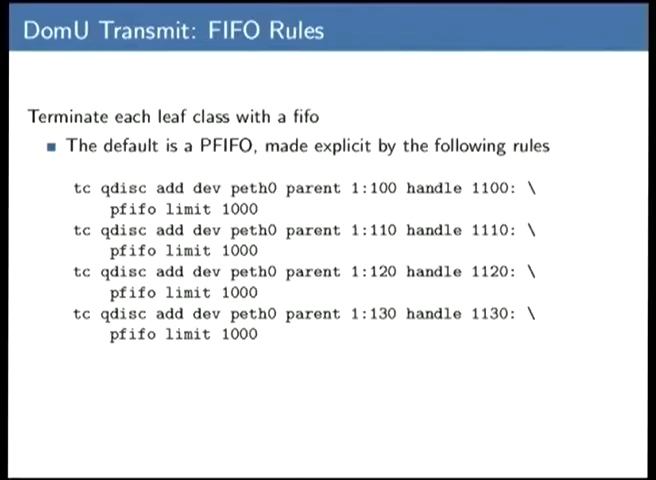 DomU Transmit: FIFO Rules
Terminate each leaf class with a fifo
The default is a PFIFO, made explicit by the following rules
tc qdisc add dev peth0 parent 1:100 handle 1100: \
pfifo limit 1000
tc qdisc add dev peth0 parent 1:110 handle 1110: \
pfifo limit 1000
tc qdisc add dev peth0 parent 1:120 handle 1120: \
pfifo limit 1000
tc qdisc add dev peth0 parent 1:130 handle 1130: \
pfifo limit 1000